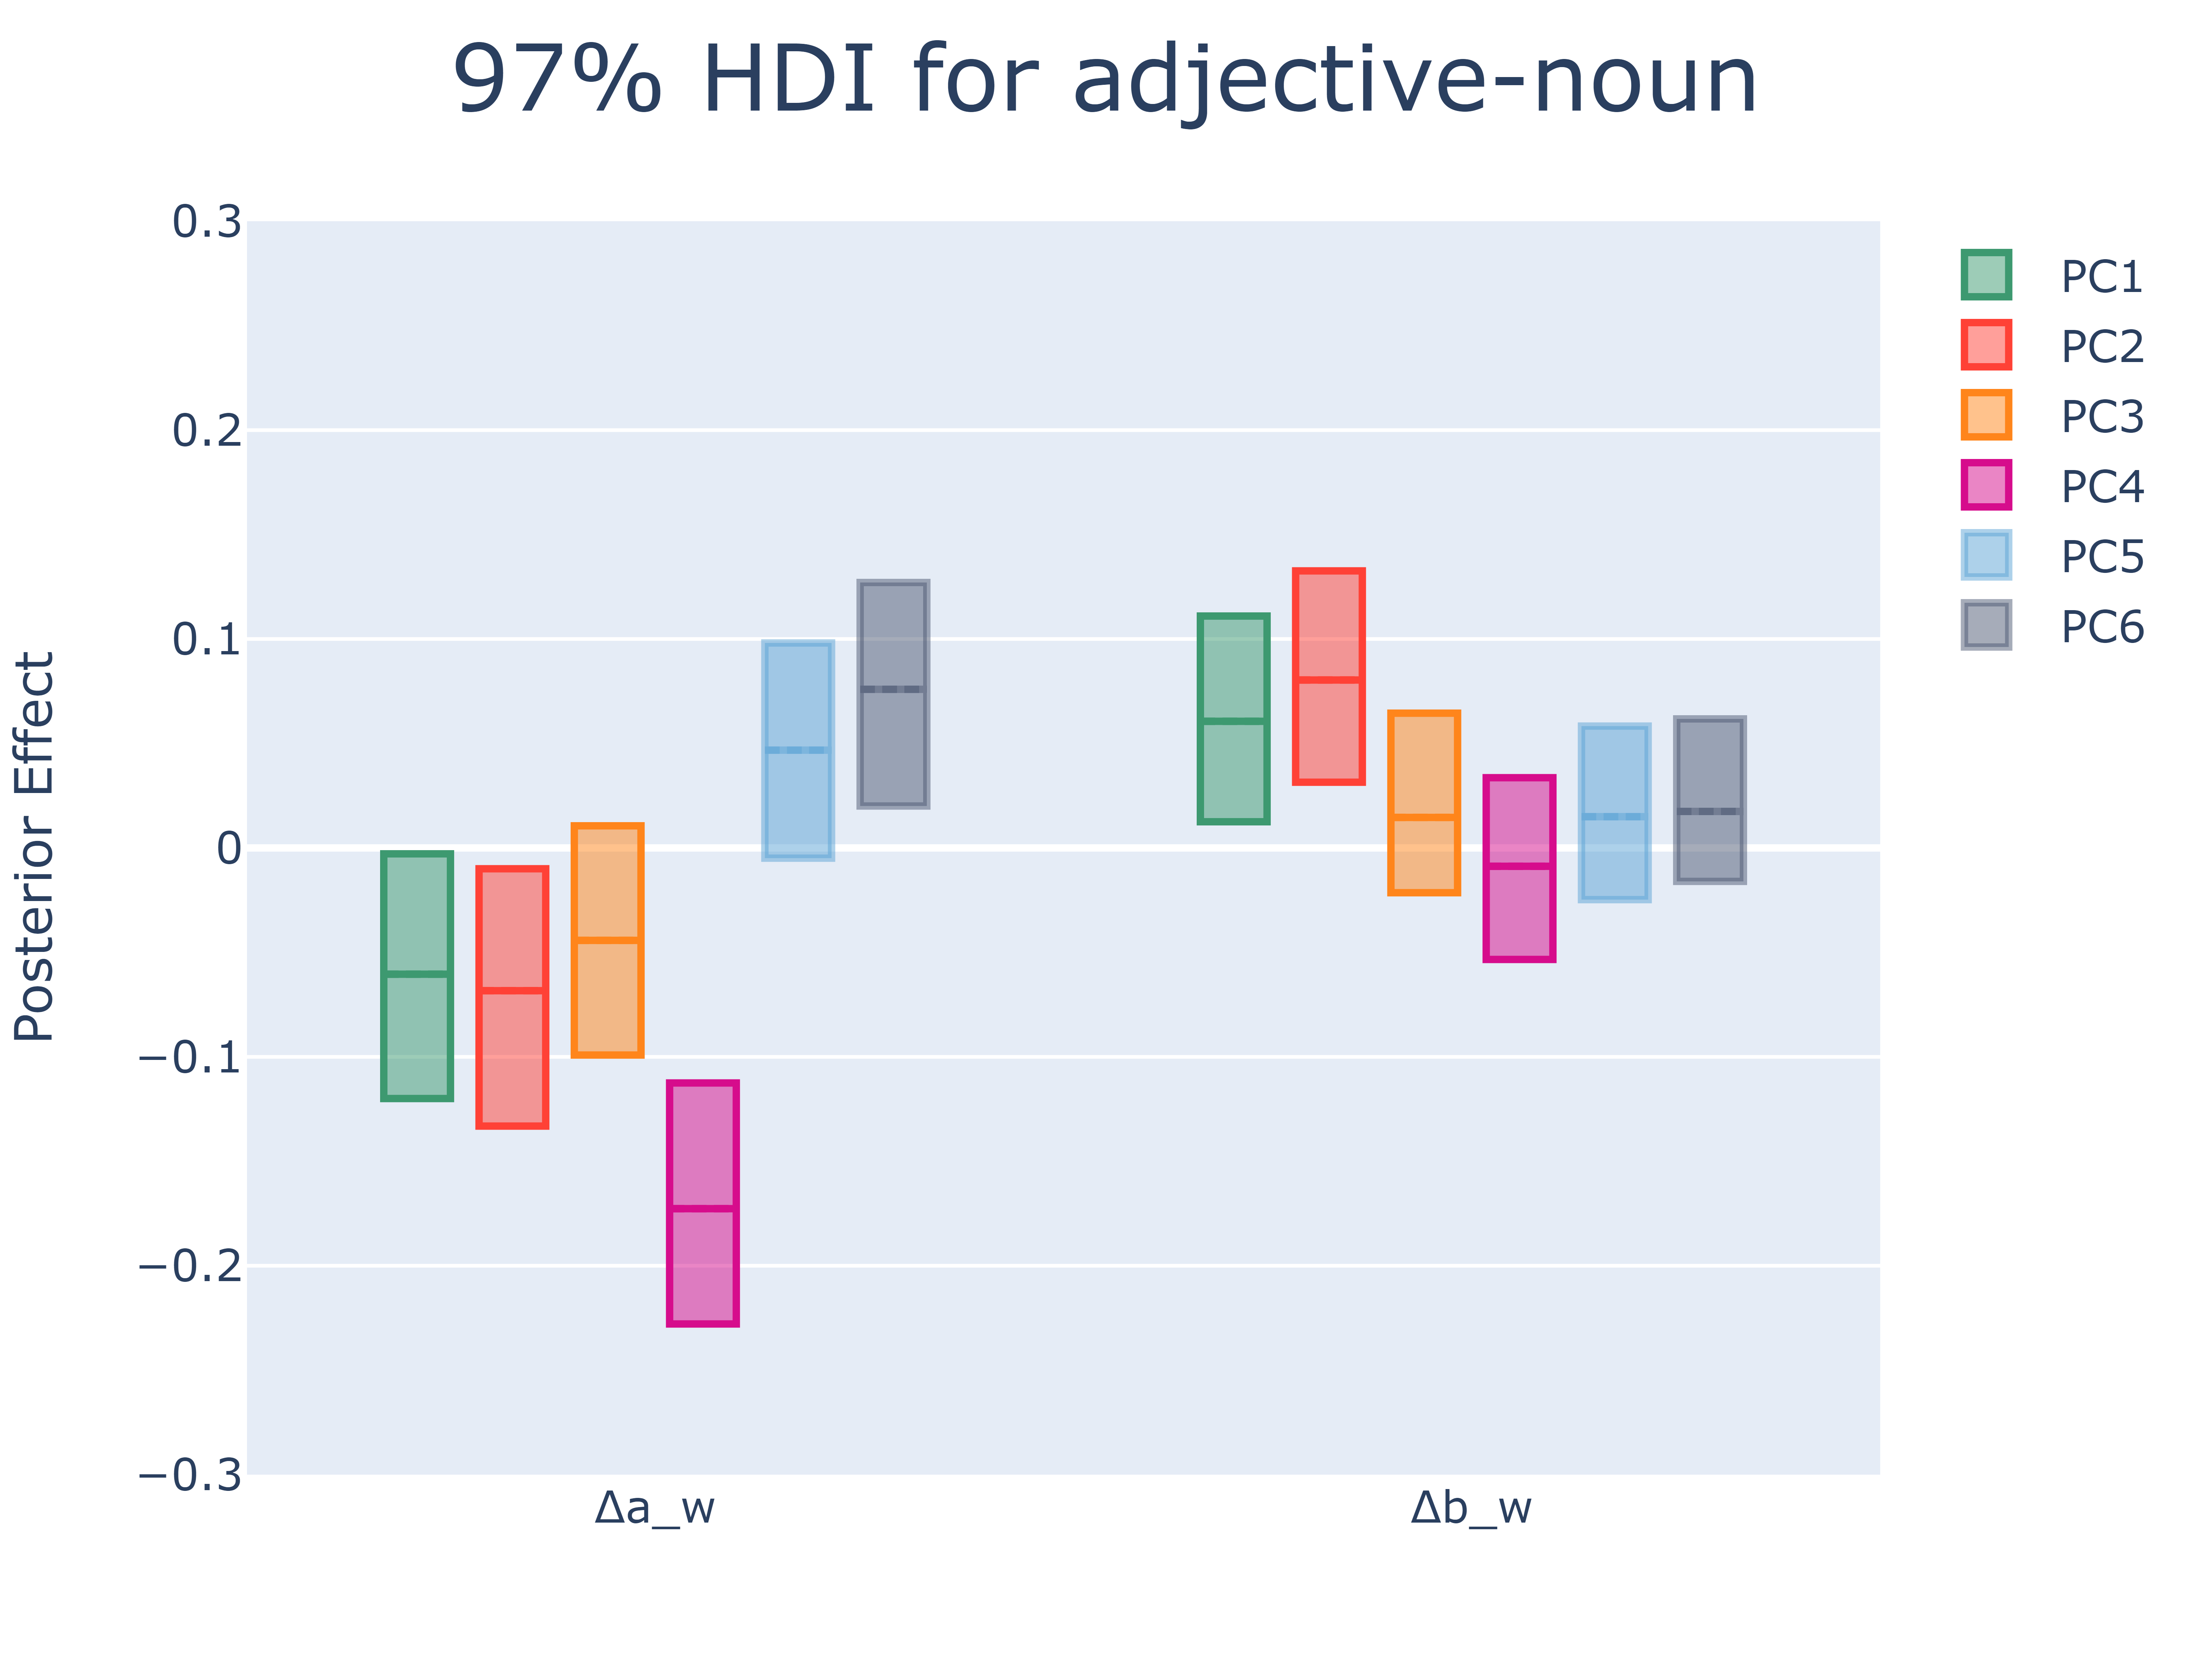 97% HDI for adjective-noun
Posterior Effect
0.3
0.2
0.1
0
−0.1
−0.2
−0.3
Δa_w
Δb_w
PC1
PC2
PC3
PC4
PC5
PC6